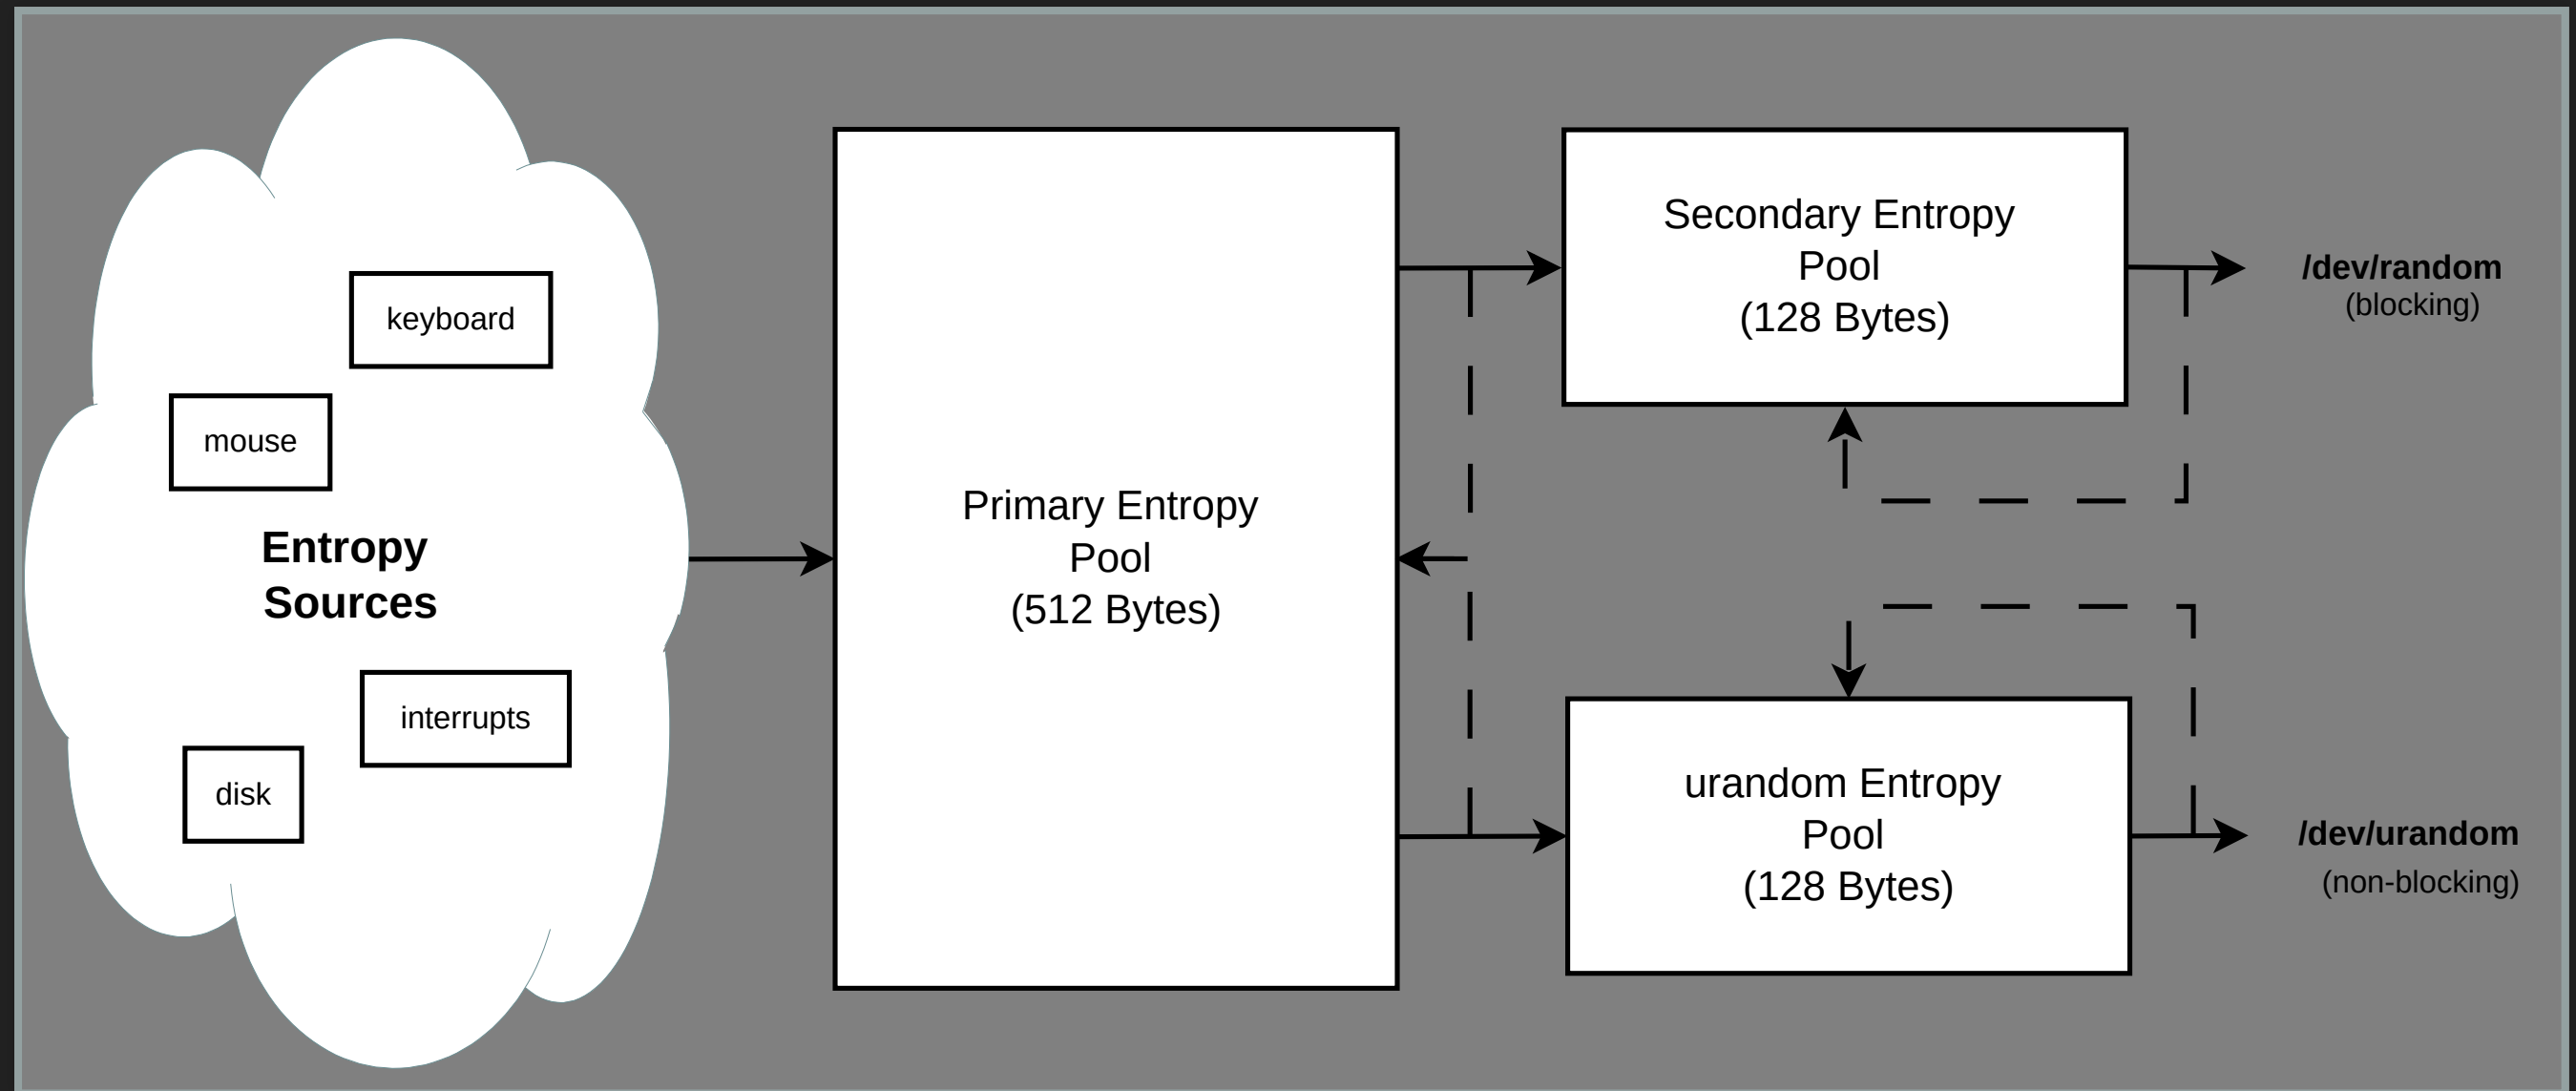 keyboard
mouse
Entropy
Sources
interrupts
disk
Primary Entropy
Pool
(512 Bytes)
Secondary Entropy
Pool
(128 Bytes)
/dev/random
(blocking)
urandom Entropy
Pool
(128 Bytes)
/dev/urandom
(non-blocking)